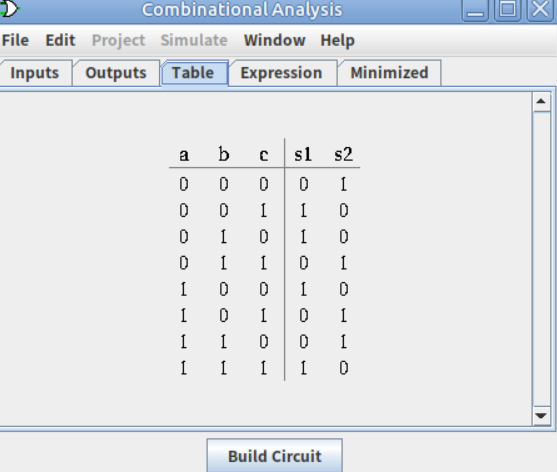 Combinational Analysis
File Edit Project Simulate Window Help
Inputs Outputs Table Expression Minimized
a b c s1 s2
0 0 0 0 1
0 0 1 1 0
0 1 0 1 0
0 1 1 0 1
1 0 0 1 0
1 0 1 0 1
1 1 0 0 1
1 1 1 1 0
Build Circuit